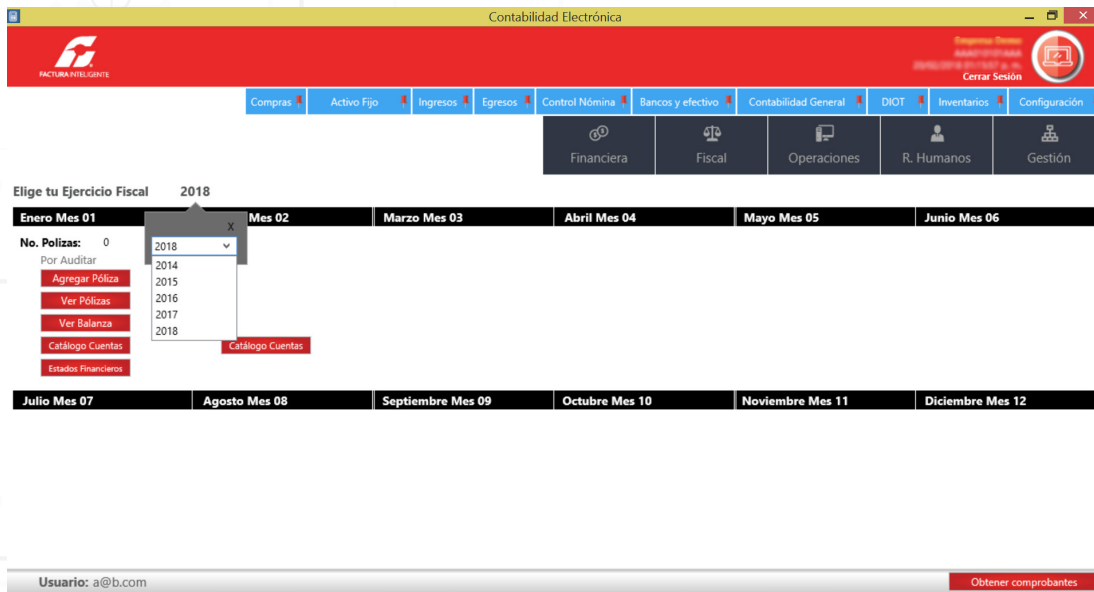 Contabilidad Electrónica
FACTURA INTELIGENTE
Cerrar Sesión
Compras Activo Fijo Ingresos Egresos Control Nómina Bancos y efectivo Contabilidad General DIOT Inventarios Configuración
Financiera Fiscal Operaciones R. Humanos Gestión
Elige tu Ejercicio Fiscal 2018
Enero Mes 01 Mes 02 Marzo Mes 03 Abril Mes 04 Mayo Mes 05 Junio Mes 06
X
No. Polizas: 0
2018
Por Auditar
2014
Agregar Póliza
2015
Ver Pólizas
2016
2017
Ver Balanza
2018
Catálogo Cuentas Catálogo Cuentas
Estados Financieros
Julio Mes 07 Agosto Mes 08 Septiembre Mes 09 Octubre Mes 10 Noviembre Mes 11 Diciembre Mes 12
Usuario: a@b.com Obtener comprobantes